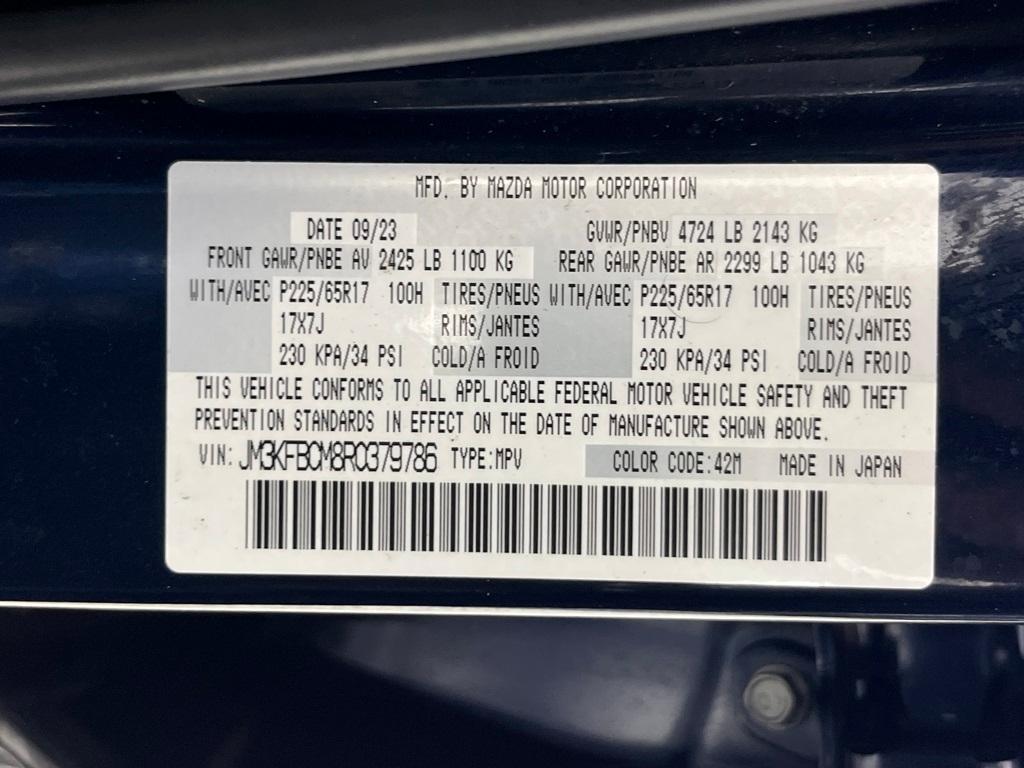 MFD. BY MAZDA MOTOR CORPORATION
DATE 09/23 GVWR/PNBV 4724 LB 2143 KG
FRONT GAWR/PNBE AV 2425 LB 1100 KG REAR GAWR/PNBE AR 2299 LB 1043 KG
WITH/AVEC P225/65R17 100H TIRES/PNEUS WITH/AVEC P225/65R17 100H TIRES/PNEUS
17X7J RIMS/JANTES 17X7J RIMS/JANTES
230 KPA/34 PSI COLD/A FROID 230 KPA/34 PSI COLD/A FROID
THIS VEHICLE CONFORMS TO ALL APPLICABLE FEDERAL MOTOR VEHICLE SAFETY AND THEFT
PREVENTION STANDARDS IN EFFECT ON THE DATE OF MANUFACTURE SHOWN ABOVE.
VIN: JM3KFBCM8R0379786 TYPE:MPV COLOR CODE:42M MADE IN JAPAN